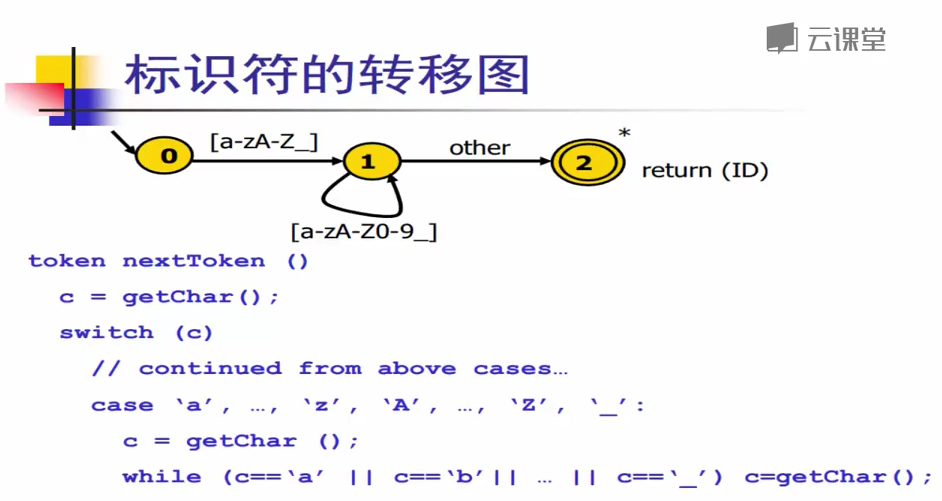 云课堂
标识符的转移图
0
[a-zA-Z_]
1
other
2
*
return (ID)
[a-zA-Z0-9_]
token nextToken ()
c = getChar();
switch (c)
// continued from above cases…
case ‘a’, …, ‘z’, ‘A’, …, ‘Z’, ‘_’:
c = getChar ();
while (c==‘a’ || c==‘b’|| … || c==‘_’) c=getChar();